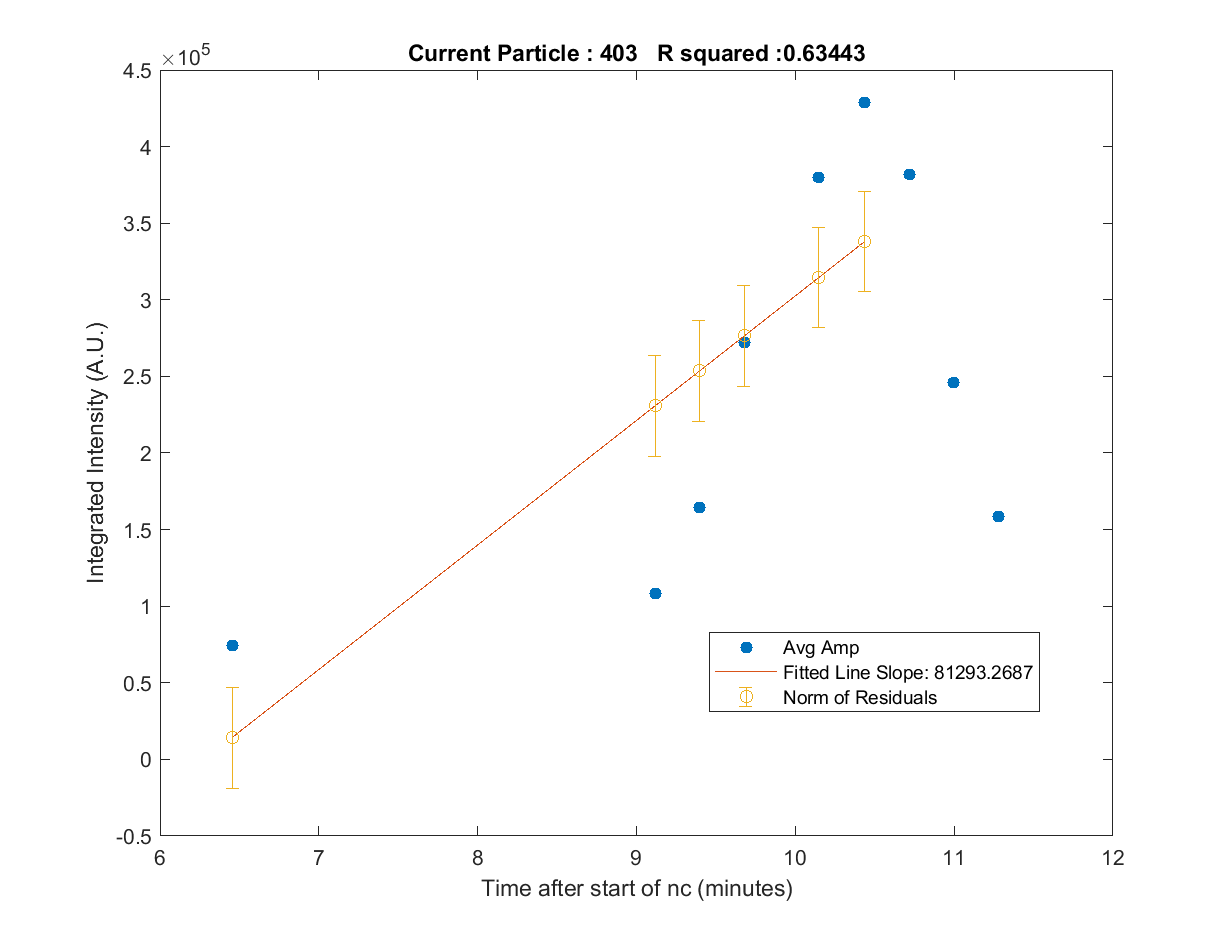 Current Particle : 403 R squared :0.63443
×10^5
4.5
4
3.5
3
2.5
2
1.5
1
0.5
0
-0.5
Integrated Intensity (A.U.)
Avg Amp
Fitted Line Slope: 81293.2687
Norm of Residuals
6 7 8 9 10 11 12
Time after start of nc (minutes)